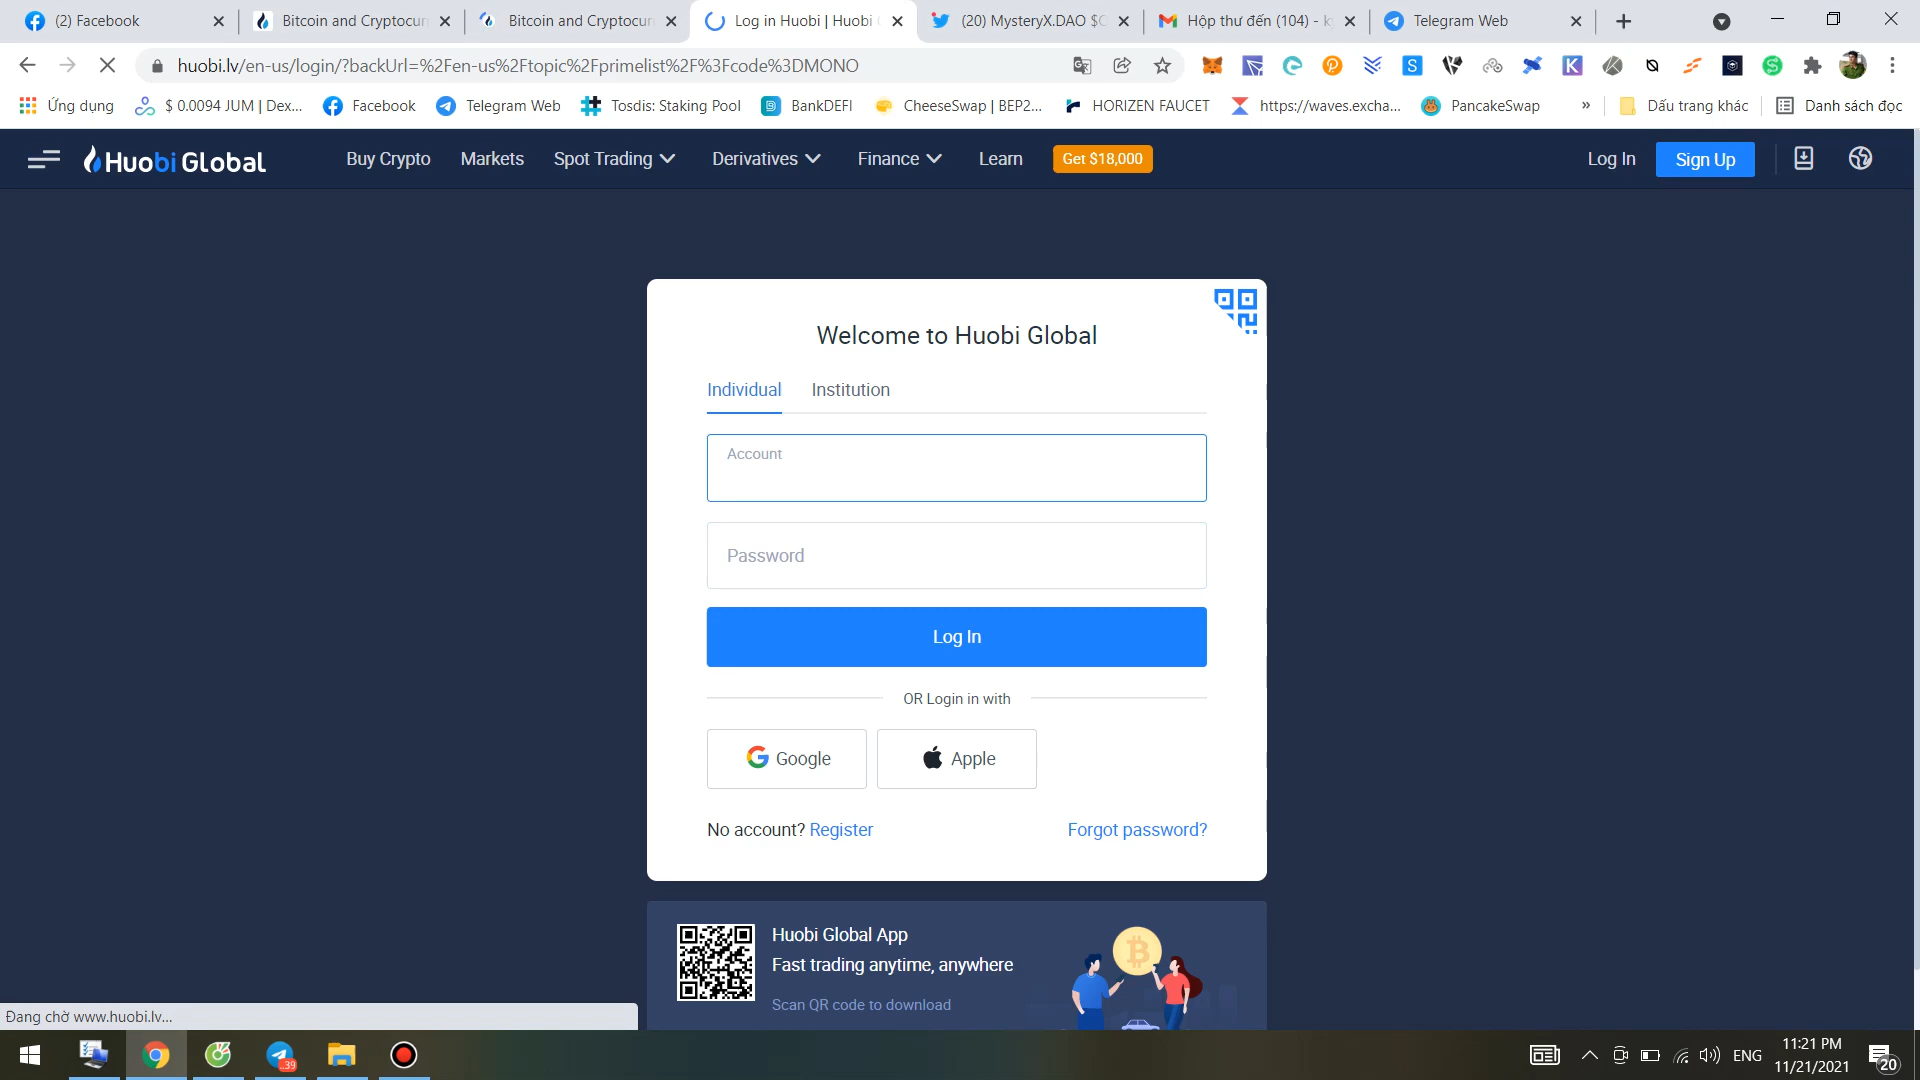 (2) Facebook
Bitcoin and Cryptocurr
Bitcoin and Cryptocurr
Log in Huobi | Huobi
(20) MysteryX.DAO $
Hộp thư đến (104) - k
Telegram Web
huobi.lv/en-us/login/?backUrl=%2Fen-us%2Ftopic%2Fprimelist%2F%3Fcode%3DMONO
Ứng dụng
$ 0.0094 JUM | Dex...
Facebook
Telegram Web
Tosdis: Staking Pool
BankDEFI
CheeseSwap | BEP2...
HORIZEN FAUCET
https://waves.excha...
PancakeSwap
»
Dấu trang khác
Danh sách đọc
Huobi Global
Buy Crypto
Markets
Spot Trading
Derivatives
Finance
Learn
Get $18,000
Log In
Sign Up
Welcome to Huobi Global
Individual
Institution
Account
Password
Log In
OR Login in with
Google
Apple
No account? Register
Forgot password?
Huobi Global App
Fast trading anytime, anywhere
Scan QR code to download
Đang chờ www.huobi.lv...
..39
ENG
11:21 PM
11/21/2021
20